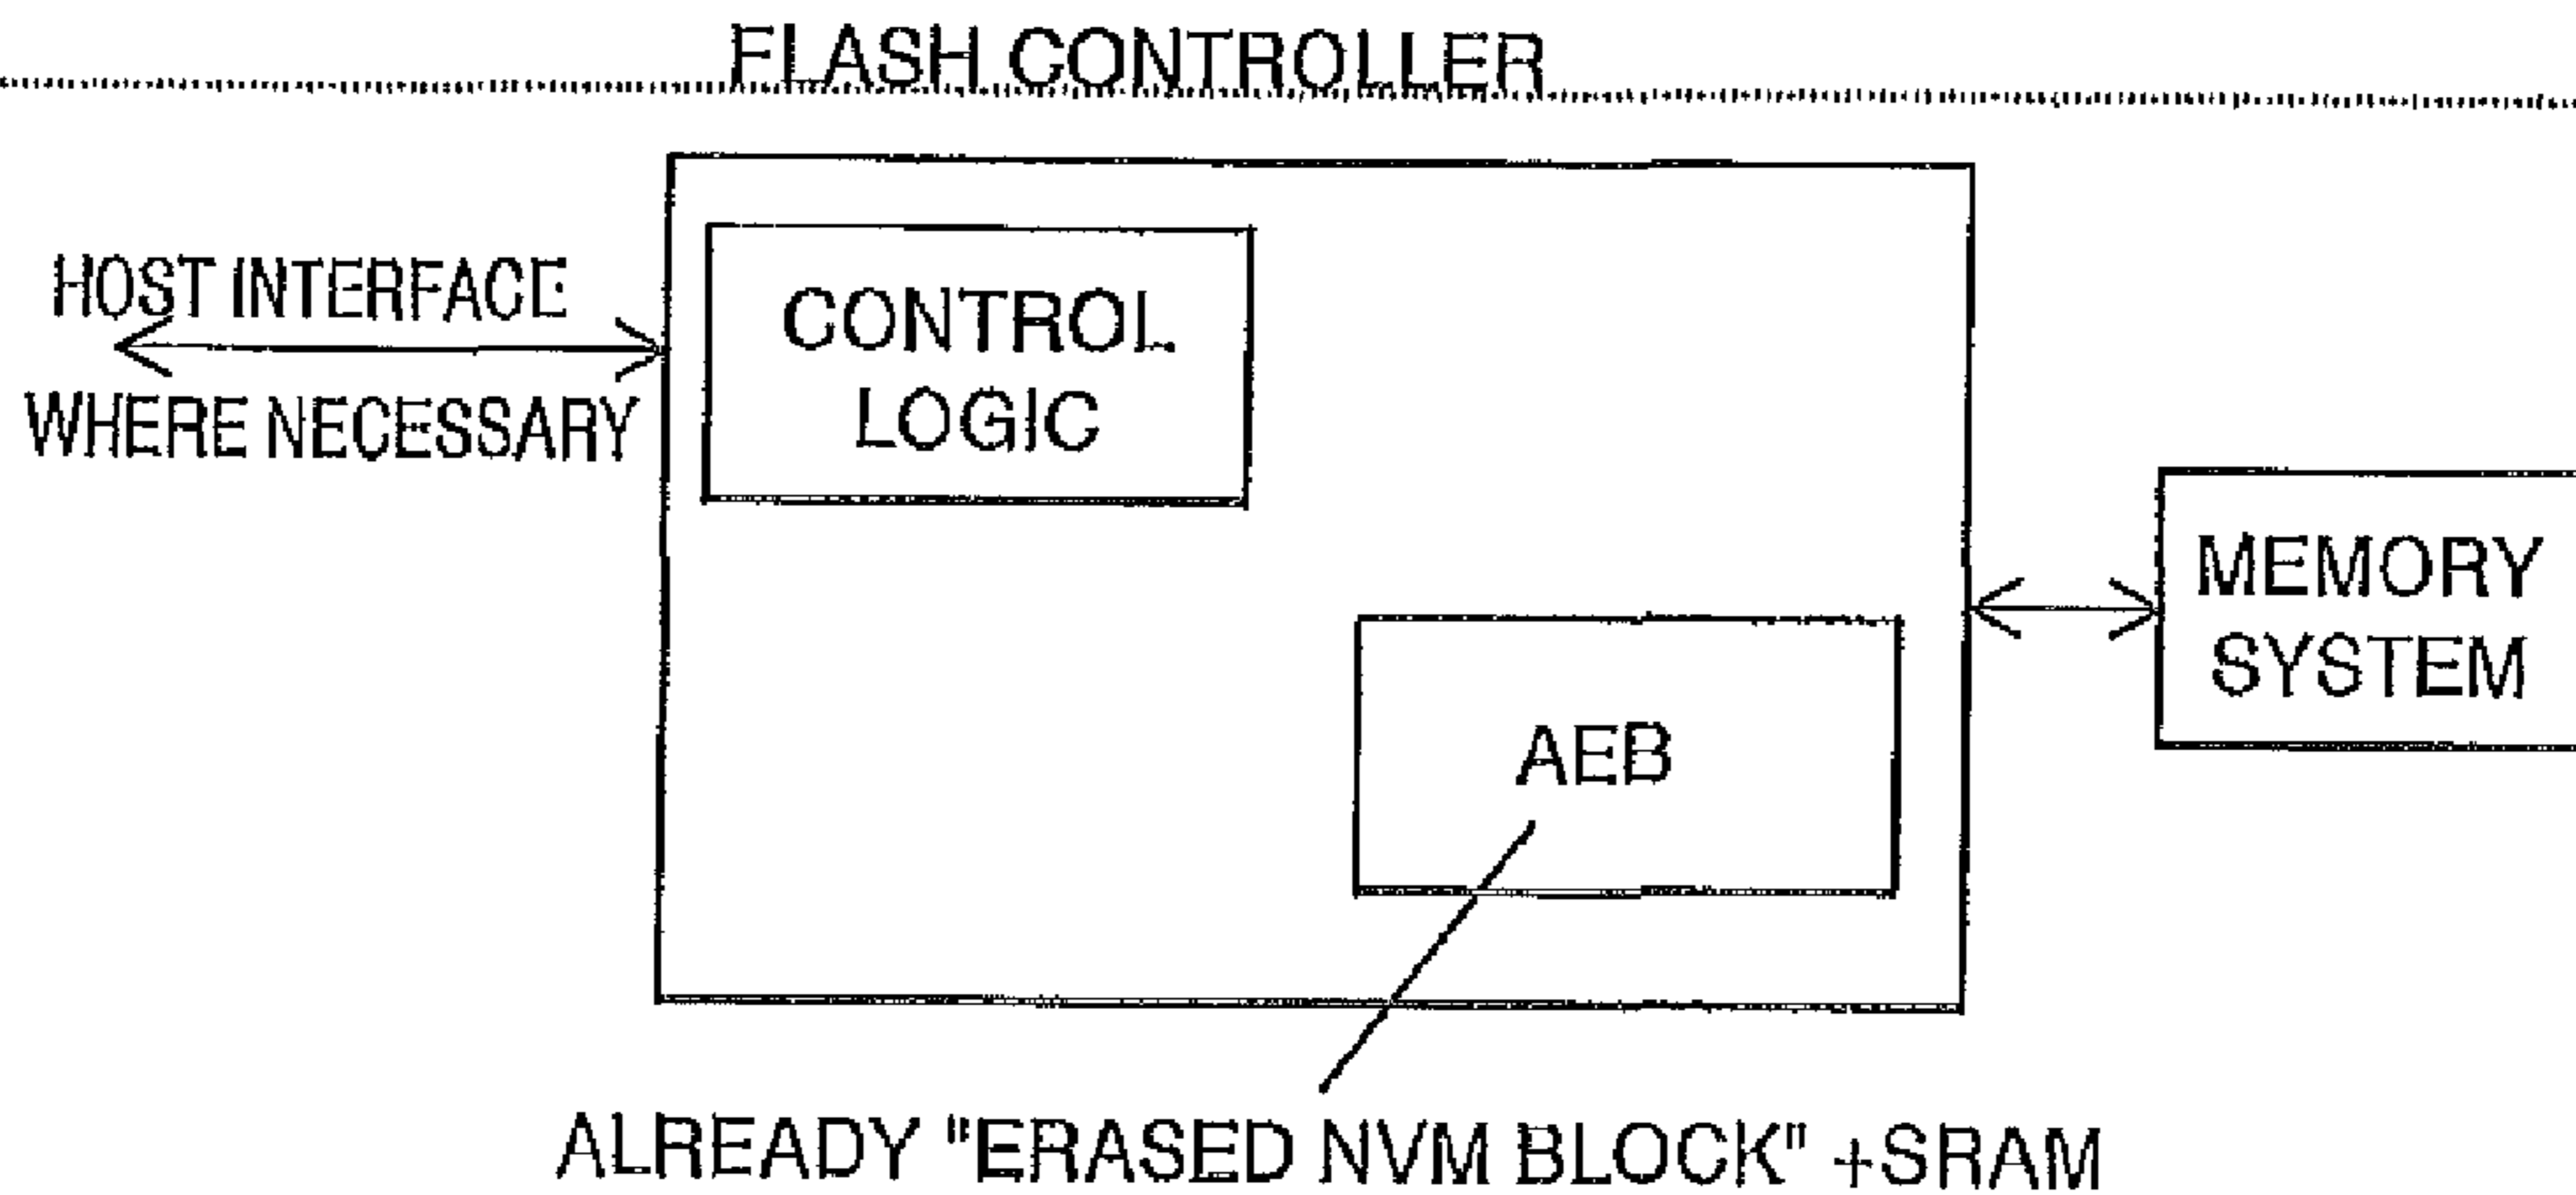 FLASH CONTROLLER
HOST INTERFACE
WHERE NECESSARY
CONTROL
LOGIC
MEMORY
SYSTEM
AEB
ALREADY "ERASED NVM BLOCK" +SRAM